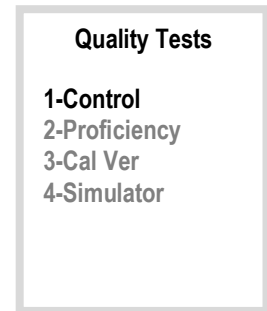 Quality Tests
1-Control
2-Proficiency
3-Cal Ver
4-Simulator